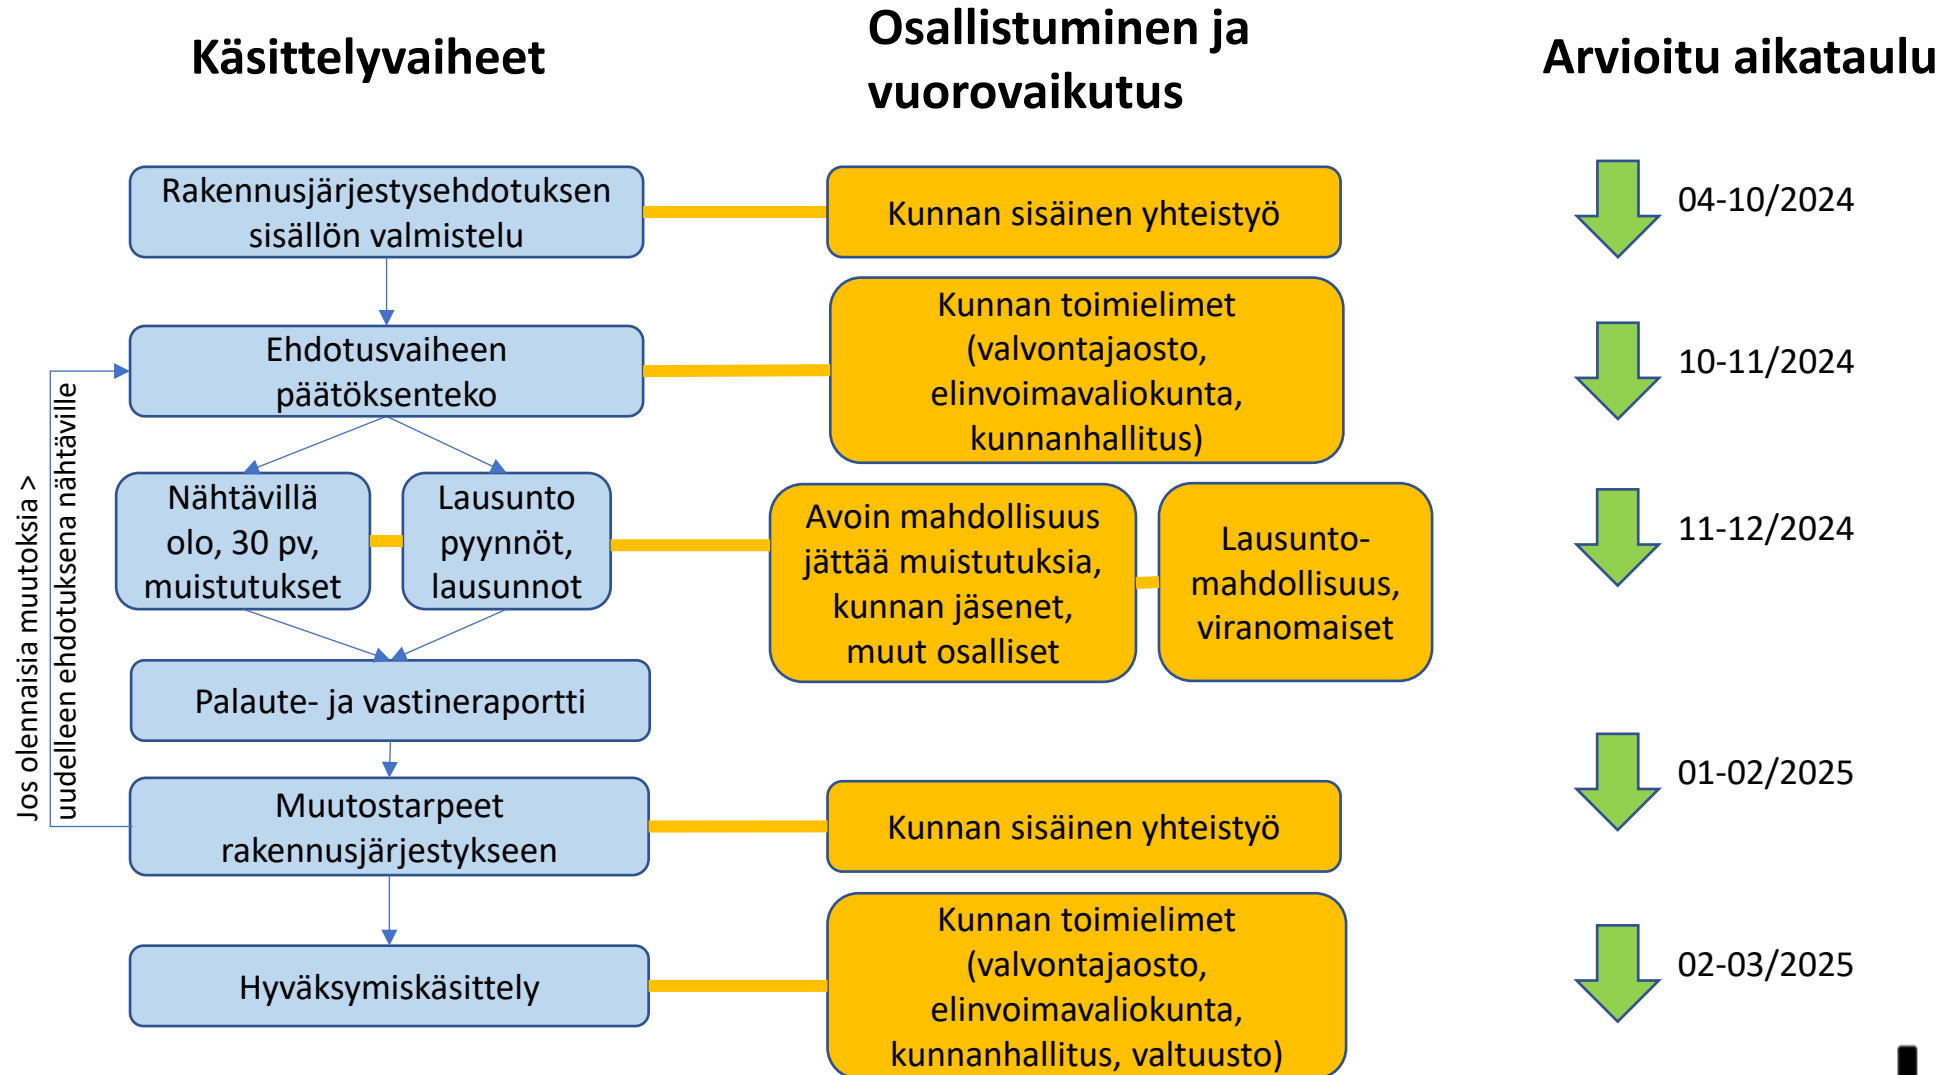 Käsittelyvaiheet
Osallistuminen ja
vuorovaikutus
Arvioitu aikataulu
Rakennusjärjestysehdotuksen
sisällön valmistelu
Kunnan sisäinen yhteistyö
04-10/2024
Ehdotusvaiheen
päätöksenteko
Kunnan toimielimet
(valvontajaosto,
elinvoimavaliokunta,
kunnanhallitus)
10-11/2024
Jos olennaisia muutoksia >
uudelleen ehdotuksena nähtäville
Nähtävillä
olo, 30 pv,
muistutukset
Lausunto
pyynnöt,
lausunnot
Avoin mahdollisuus
jättää muistutuksia,
kunnan jäsenet,
muut osalliset
Lausunto-
mahdollisuus,
viranomaiset
11-12/2024
Palaute- ja vastineraportti
Muutostarpeet
rakennusjärjestykseen
Kunnan sisäinen yhteistyö
01-02/2025
Hyväksymiskäsittely
Kunnan toimielimet
(valvontajaosto,
elinvoimavaliokunta,
kunnanhallitus, valtuusto)
02-03/2025